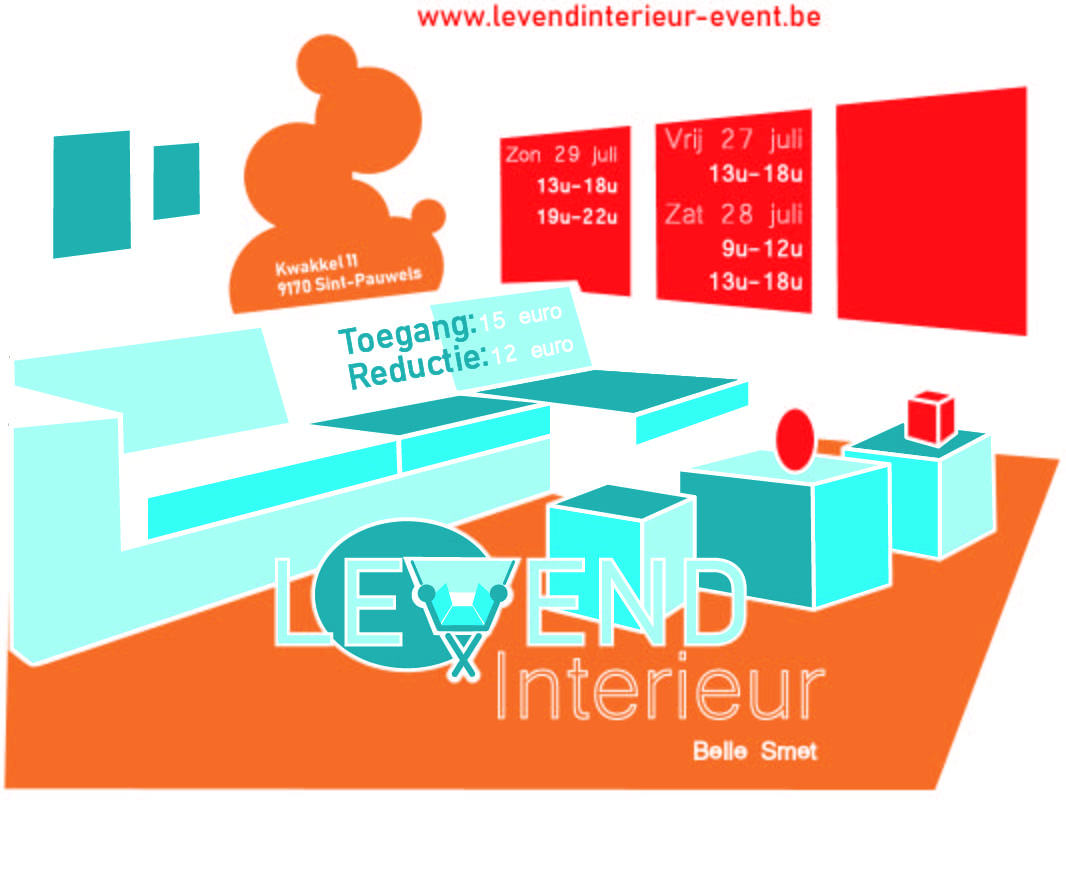 www.levendinterieur-event.be
Zon 29 juli
13u-18u
19u-22u
Vrij 27 juli
13u-18u
Zat 28 juli
9u-12u
13u-18u
Kwakkel 11
9170 Sint-Pauwels
Toegang: 15 euro
Reductie: 12 euro
LEVEND
Interieur
Belle Smet